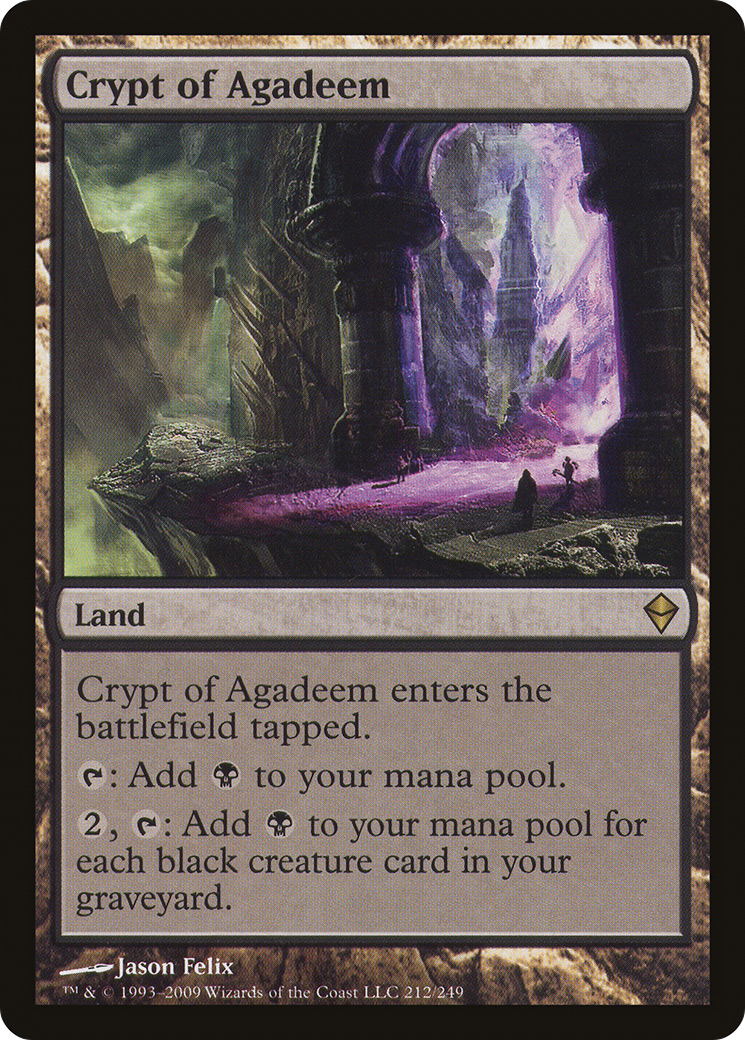 Crypt of Agadeem
Land
Crypt of Agadeem enters the
battlefield tapped.
: Add to your mana pool.
2, : Add to your mana pool for
each black creature card in your
graveyard.
Jason Felix
™ & © 1993–2009 Wizards of the Coast LLC 212/249